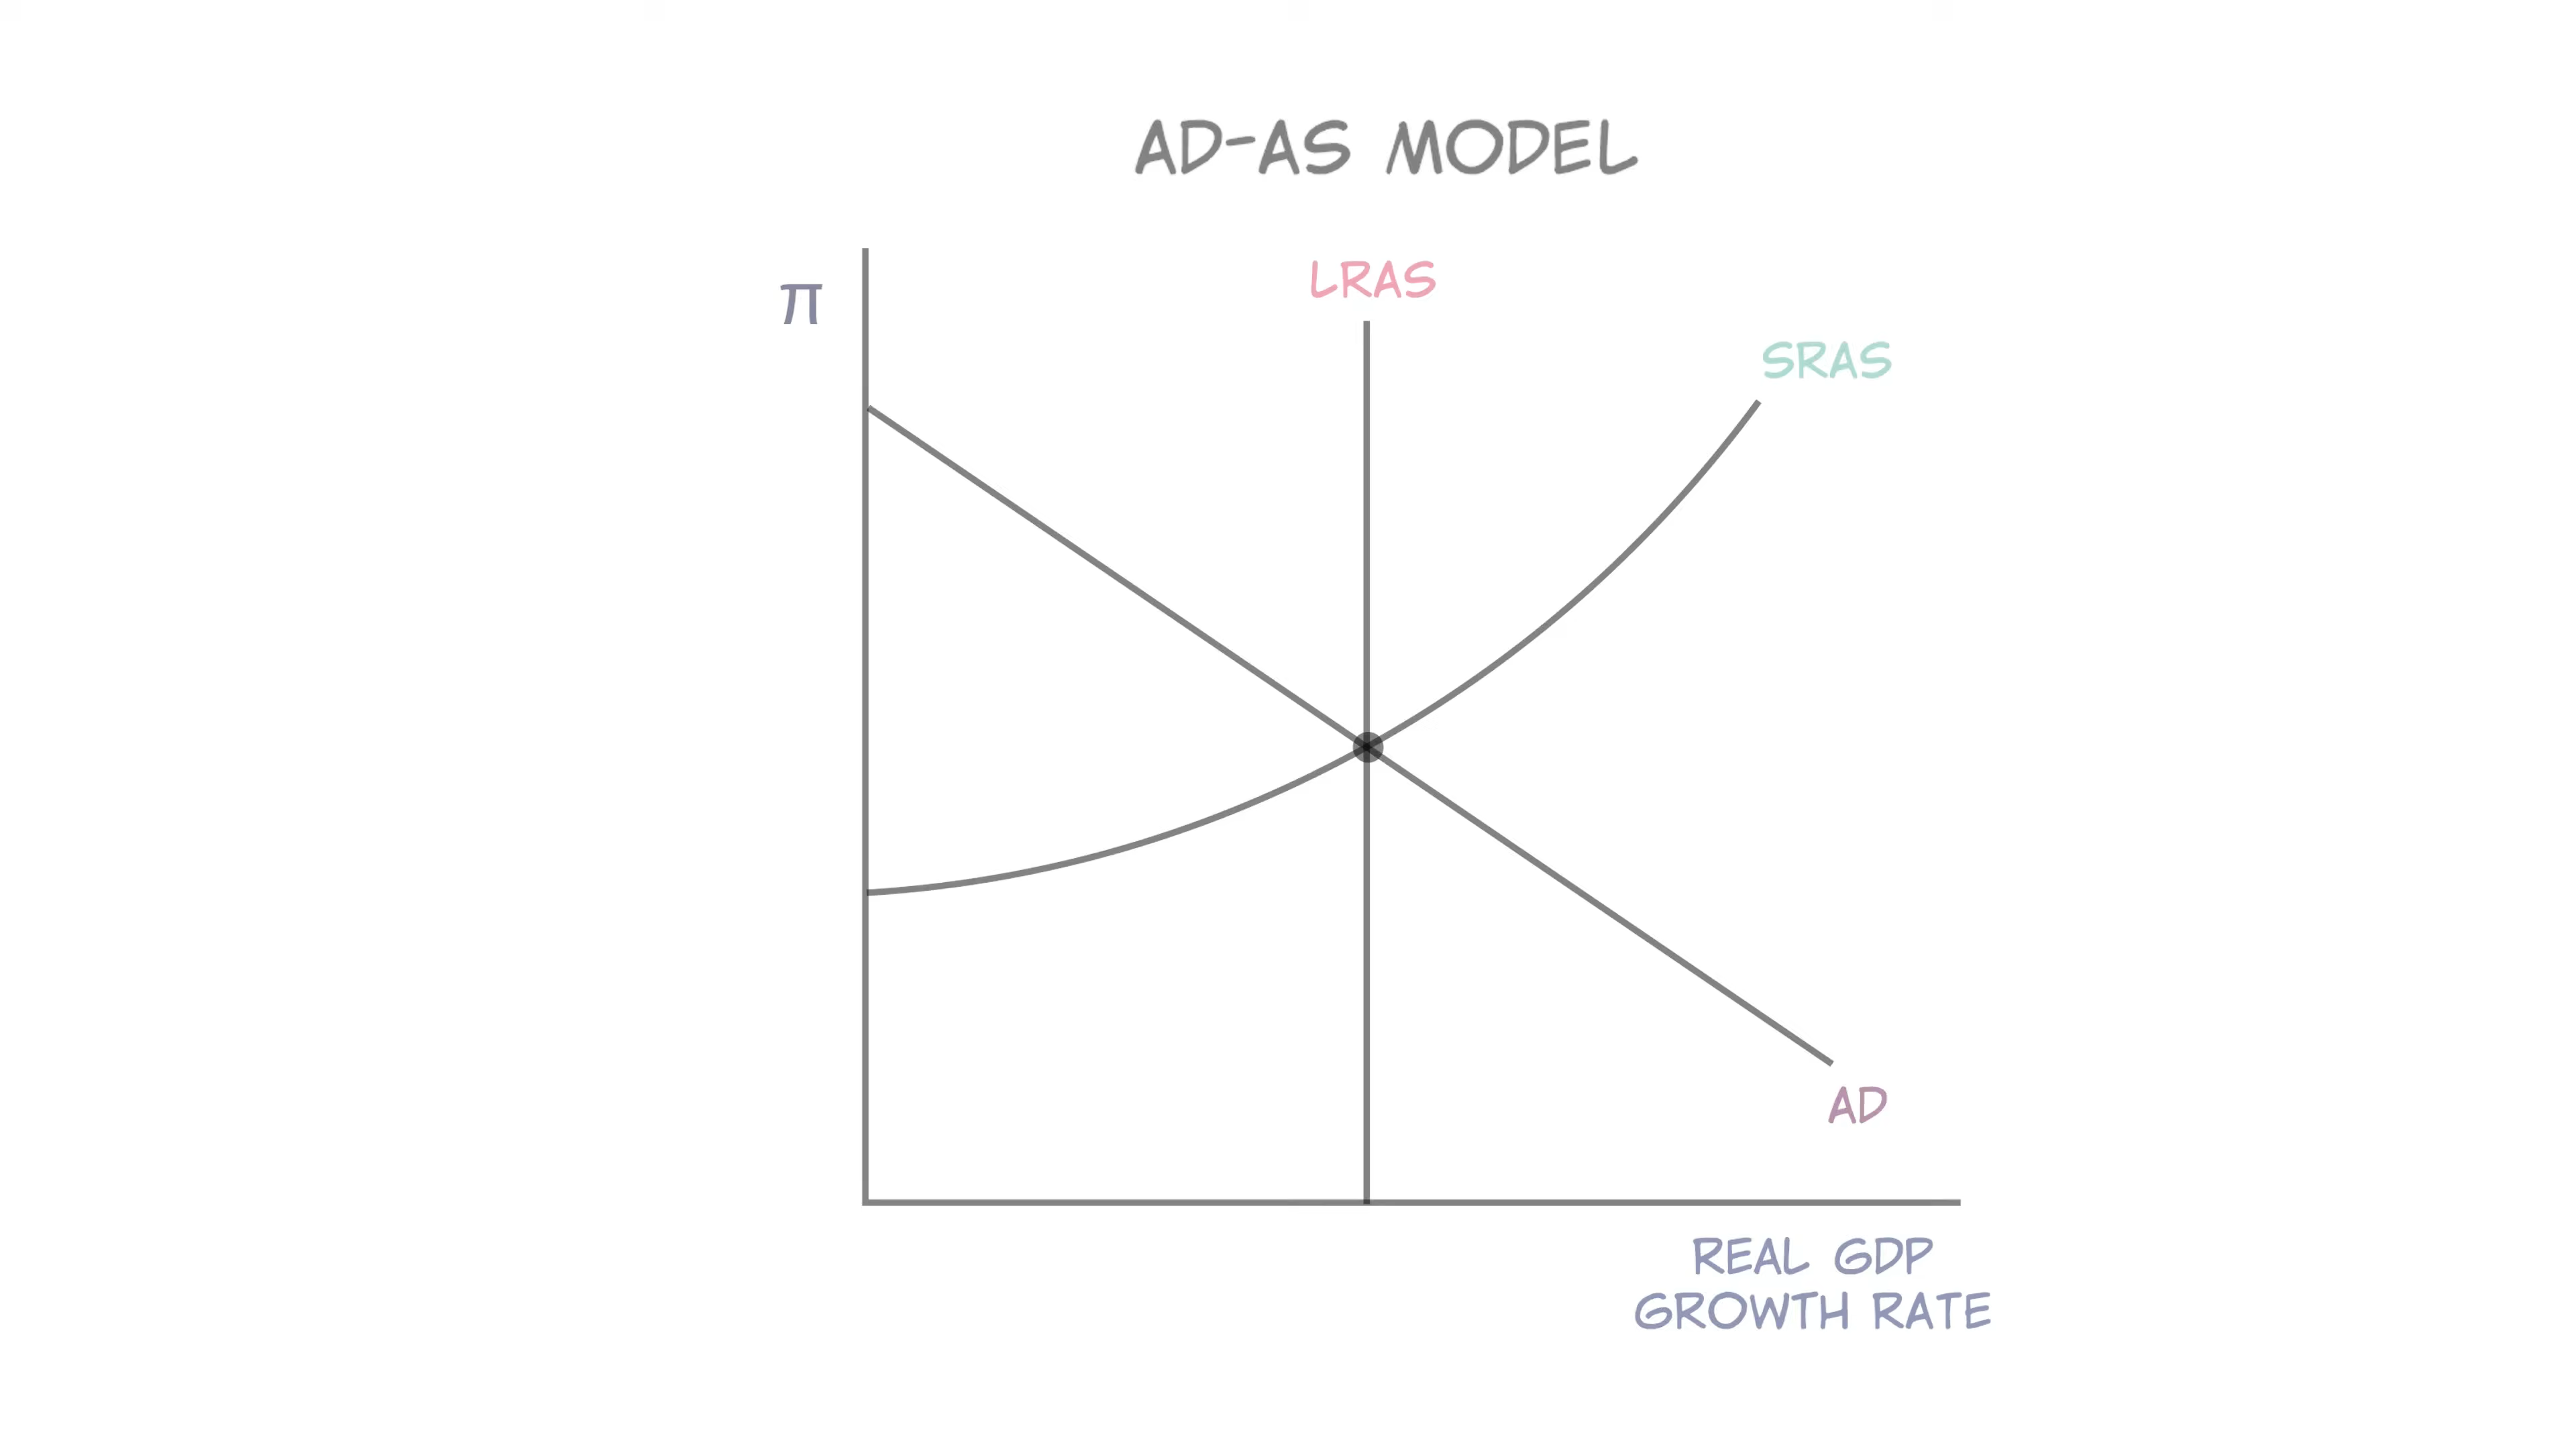 AD-AS MODEL
π
LRAS
SRAS
AD
REAL GDP
GROWTH RATE